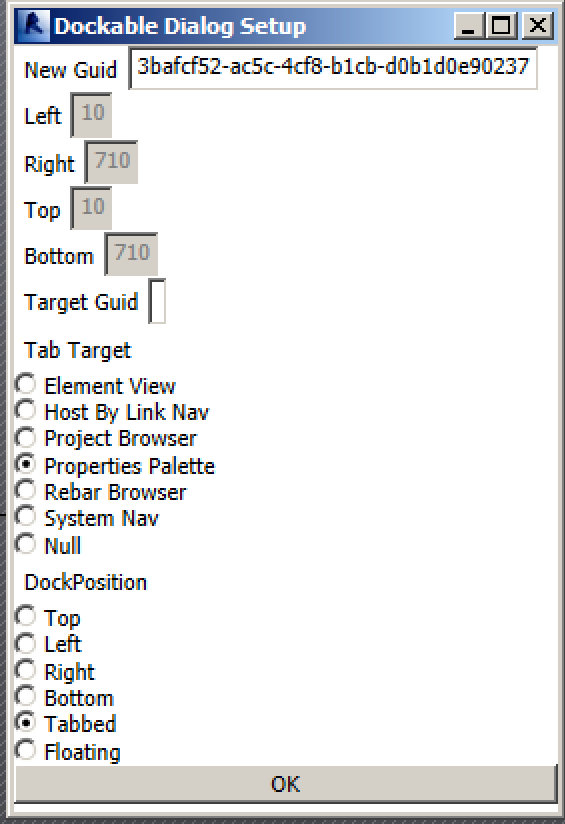 Dockable Dialog Setup
New Guid 3bafcf52-ac5c-4cf8-b1cb-d0b1d0e90237
Left 10
Right 710
Top 10
Bottom 710
Target Guid
Tab Target
Element View
Host By Link Nav
Project Browser
Properties Palette
Rebar Browser
System Nav
Null
DockPosition
Top
Left
Right
Bottom
Tabbed
Floating
OK